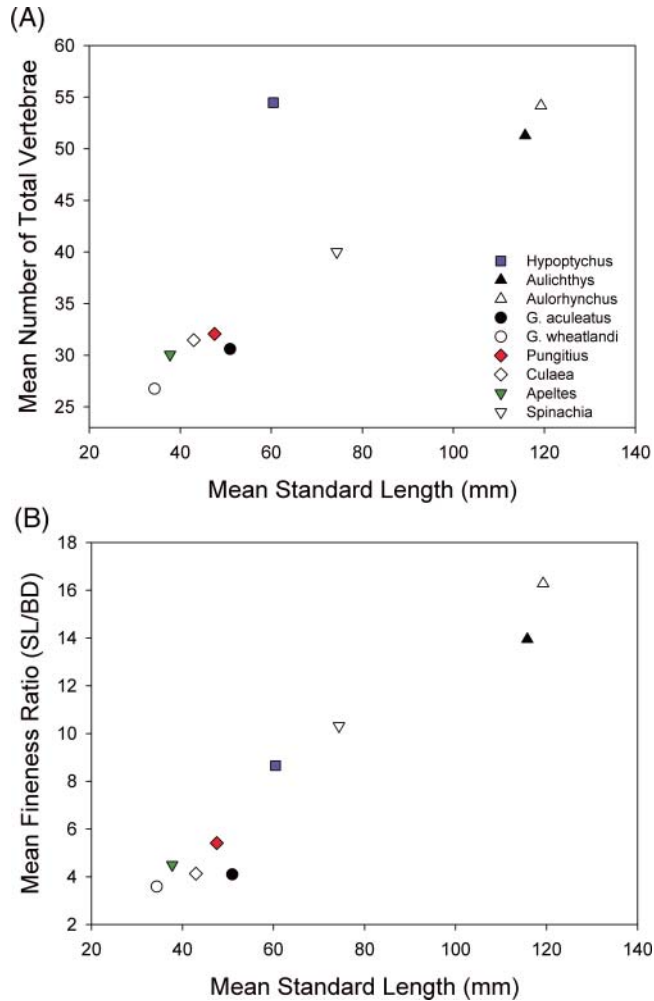 (A)
60
55
50
45
40
35
30
25
Mean Number of Total Vertebrae
Hypoptychus
Aulichthys
Aulorhynchus
G. aculeatus
G. wheatlandi
Pungitius
Culaea
Apeltes
Spinachia
20 40 60 80 100 120 140
Mean Standard Length (mm)
(B)
18
16
14
12
10
8
6
4
2
Mean Fineness Ratio (SL/BD)
20 40 60 80 100 120 140
Mean Standard Length (mm)